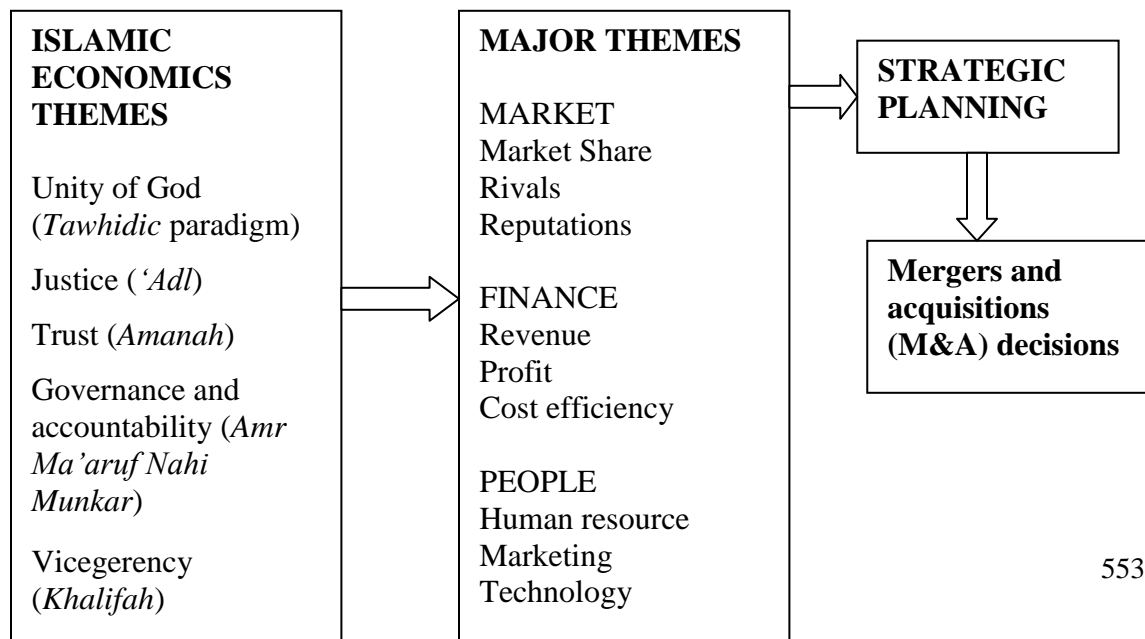 ISLAMIC
ECONOMICS
THEMES
Unity of God
(Tawhidic paradigm)
Justice (‘Adl)
Trust (Amanah)
Governance and
accountability (Amr
Ma’aruf Nahi
Munkar)
Vicegerency
(Khalifah)
MAJOR THEMES
MARKET
Market Share
Rivals
Reputations
FINANCE
Revenue
Profit
Cost efficiency
PEOPLE
Human resource
Marketing
Technology
STRATEGIC
PLANNING
Mergers and
acquisitions
(M&A) decisions
553